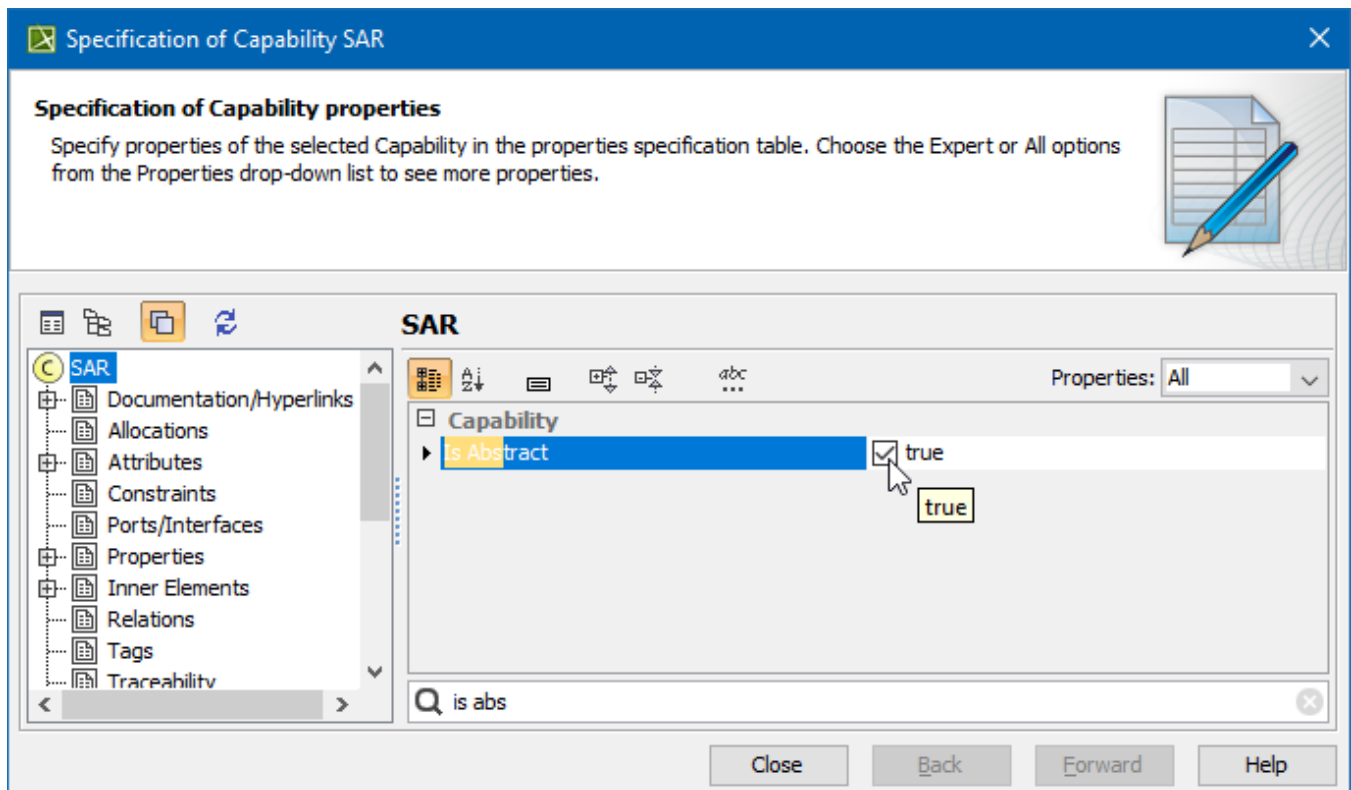 Specification of Capability SAR
Specification of Capability properties
Specify properties of the selected Capability in the properties specification table. Choose the Expert or All options
from the Properties drop-down list to see more properties.
SAR
SAR
Documentation/Hyperlinks
Allocations
Attributes
Constraints
Ports/Interfaces
Properties
Inner Elements
Relations
Tags
Traceability
Properties: All
Capability
Is Abstract true
true
is abs
Close Back Forward Help